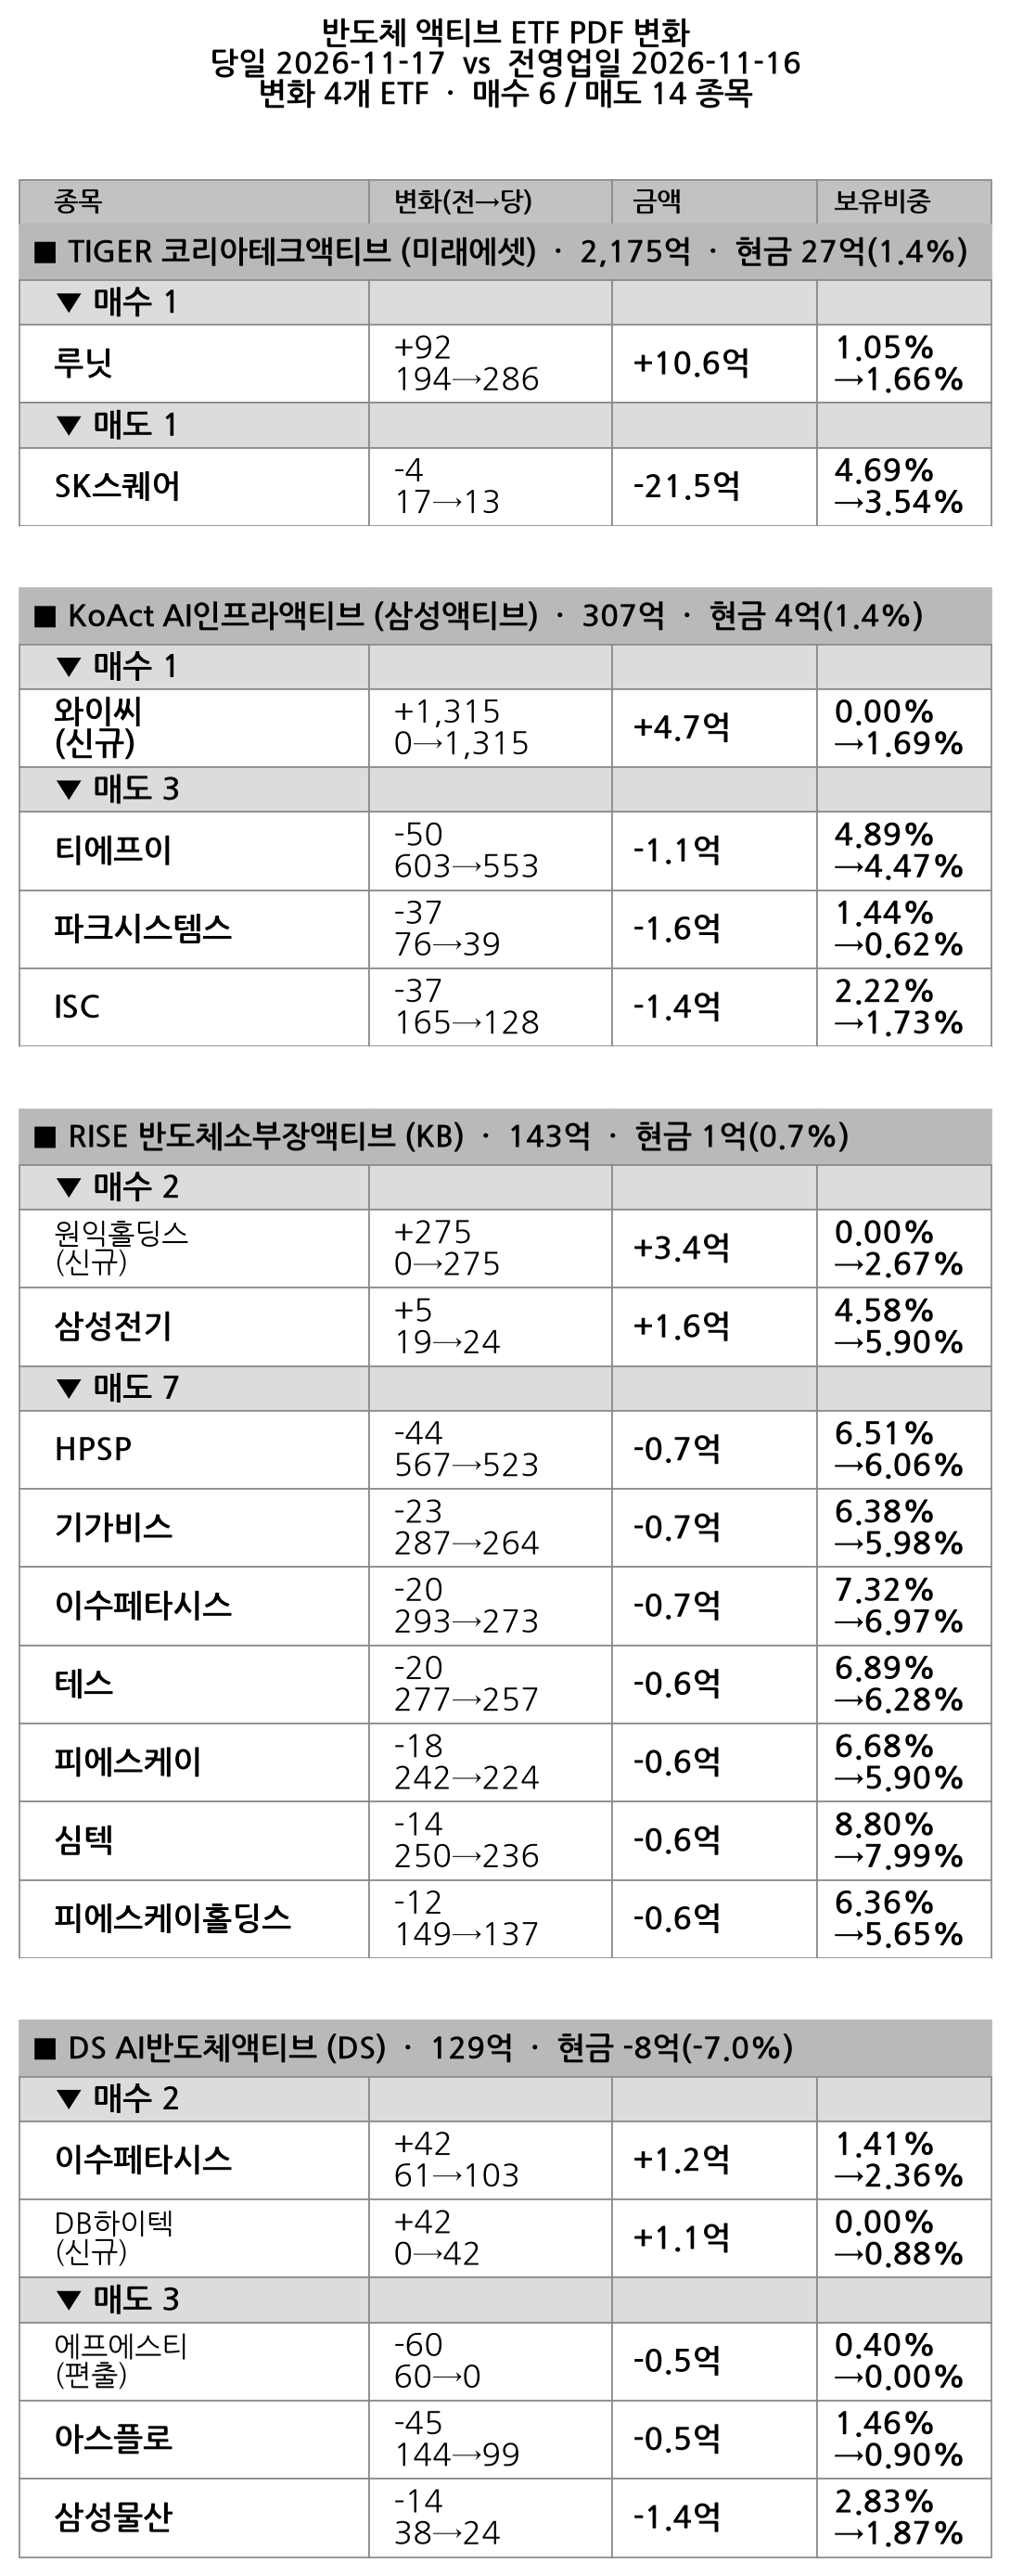 반도체 액티브 ETF PDF 변화
당일 2026-11-17 vs 전영업일 2026-11-16
변화 4개 ETF · 매수 6 / 매도 14 종목
종목 변화(전→당) 금액 보유비중
■ TIGER 코리아테크액티브 (미래에셋) · 2,175억 · 현금 27억(1.4%)
▼ 매수 1
루닛 +92 194→286 +10.6억 1.05% →1.66%
▼ 매도 1
SK스퀘어 -4 17→13 -21.5억 4.69% →3.54%
■ KoAct AI인프라액티브 (삼성액티브) · 307억 · 현금 4억(1.4%)
▼ 매수 1
와이씨 (신규) +1,315 0→1,315 +4.7억 0.00% →1.69%
▼ 매도 3
티에프이 -50 603→553 -1.1억 4.89% →4.47%
파크시스템스 -37 76→39 -1.6억 1.44% →0.62%
ISC -37 165→128 -1.4억 2.22% →1.73%
■ RISE 반도체소부장액티브 (KB) · 143억 · 현금 1억(0.7%)
▼ 매수 2
원익홀딩스 (신규) +275 0→275 +3.4억 0.00% →2.67%
삼성전기 +5 19→24 +1.6억 4.58% →5.90%
▼ 매도 7
HPSP -44 567→523 -0.7억 6.51% →6.06%
기가비스 -23 287→264 -0.7억 6.38% →5.98%
이수페타시스 -20 293→273 -0.7억 7.32% →6.97%
테스 -20 277→257 -0.6억 6.89% →6.28%
피에스케이 -18 242→224 -0.6억 6.68% →5.90%
심텍 -14 250→236 -0.6억 8.80% →7.99%
피에스케이홀딩스 -12 149→137 -0.6억 6.36% →5.65%
■ DS AI반도체액티브 (DS) · 129억 · 현금 -8억(-7.0%)
▼ 매수 2
이수페타시스 +42 61→103 +1.2억 1.41% →2.36%
DB하이텍 (신규) +42 0→42 +1.1억 0.00% →0.88%
▼ 매도 3
에프에스티 (편출) -60 60→0 -0.5억 0.40% →0.00%
아스플로 -45 144→99 -0.5억 1.46% →0.90%
삼성물산 -14 38→24 -1.4억 2.83% →1.87%